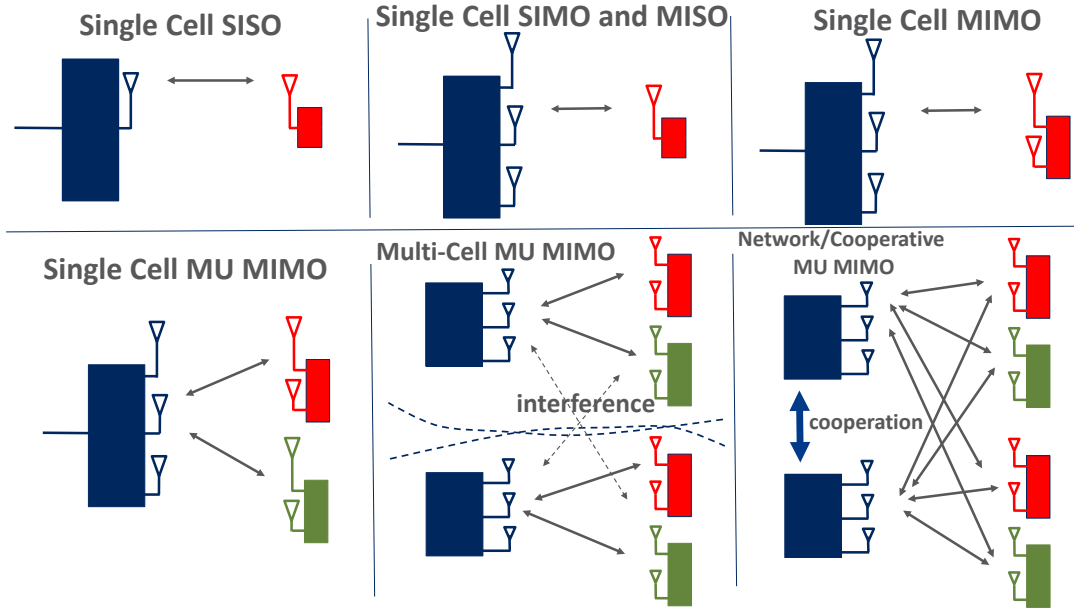 Single Cell SISO
Single Cell SIMO and MISO
Single Cell MIMO
Single Cell MU MIMO
Multi-Cell MU MIMO
interference
Network/Cooperative
MU MIMO
cooperation